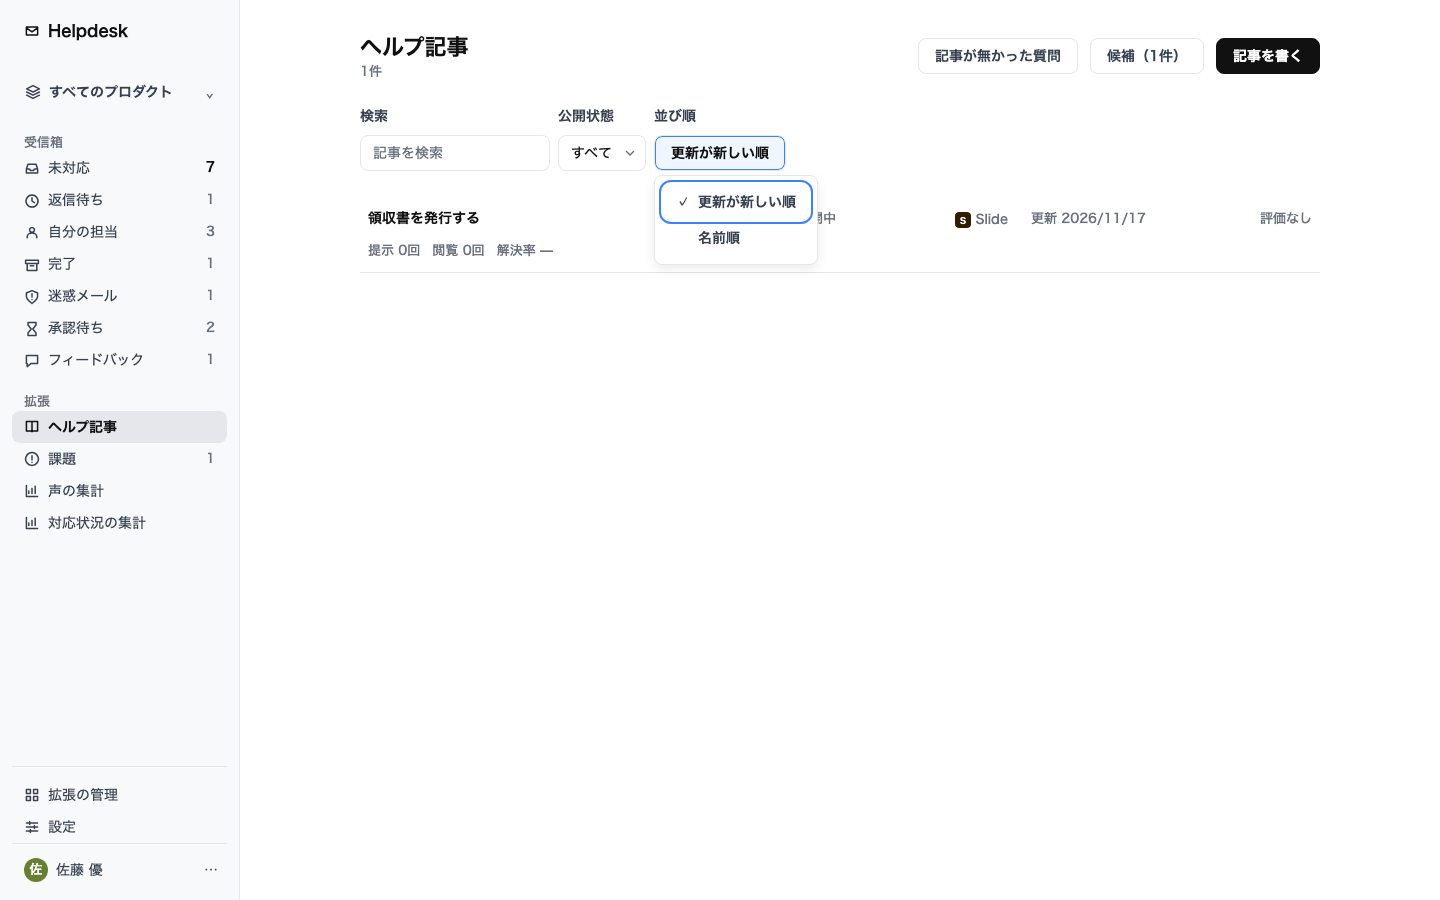 Helpdesk
すべてのプロダクト
受信箱
未対応 7
返信待ち 1
自分の担当 3
完了 1
迷惑メール 1
承認待ち 2
フィードバック 1
拡張
ヘルプ記事
課題 1
声の集計
対応状況の集計
拡張の管理
設定
佐 佐藤 優 …
ヘルプ記事
1件
記事が無かった質問 候補（1件） 記事を書く
検索 公開状態 並び順
記事を検索 すべて 更新が新しい順
✓ 更新が新しい順
名前順
領収書を発行する 中 S Slide 更新 2026/11/17 評価なし
提示 0回 閲覧 0回 解決率 —